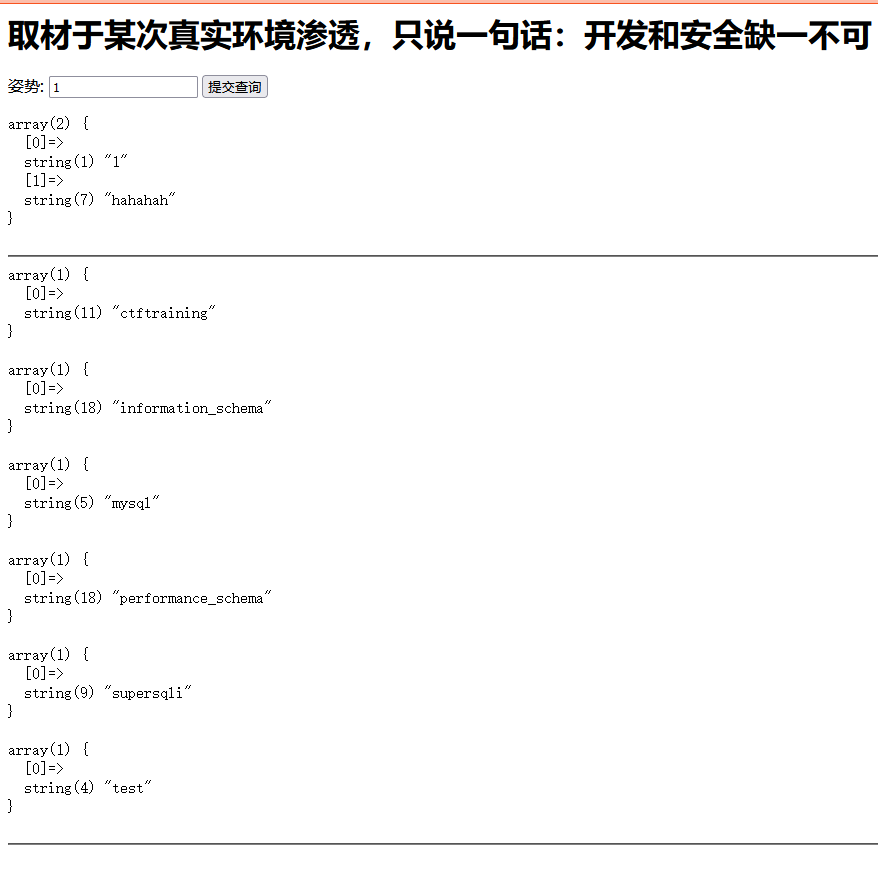 取材于某次真实环境渗透，只说一句话：开发和安全缺一不可
姿势: 1 提交查询
array(2) {
  [0]=>
  string(1) "1"
  [1]=>
  string(7) "hahahah"
}
array(1) {
  [0]=>
  string(11) "ctftraining"
}
array(1) {
  [0]=>
  string(18) "information_schema"
}
array(1) {
  [0]=>
  string(5) "mysql"
}
array(1) {
  [0]=>
  string(18) "performance_schema"
}
array(1) {
  [0]=>
  string(9) "supersqli"
}
array(1) {
  [0]=>
  string(4) "test"
}